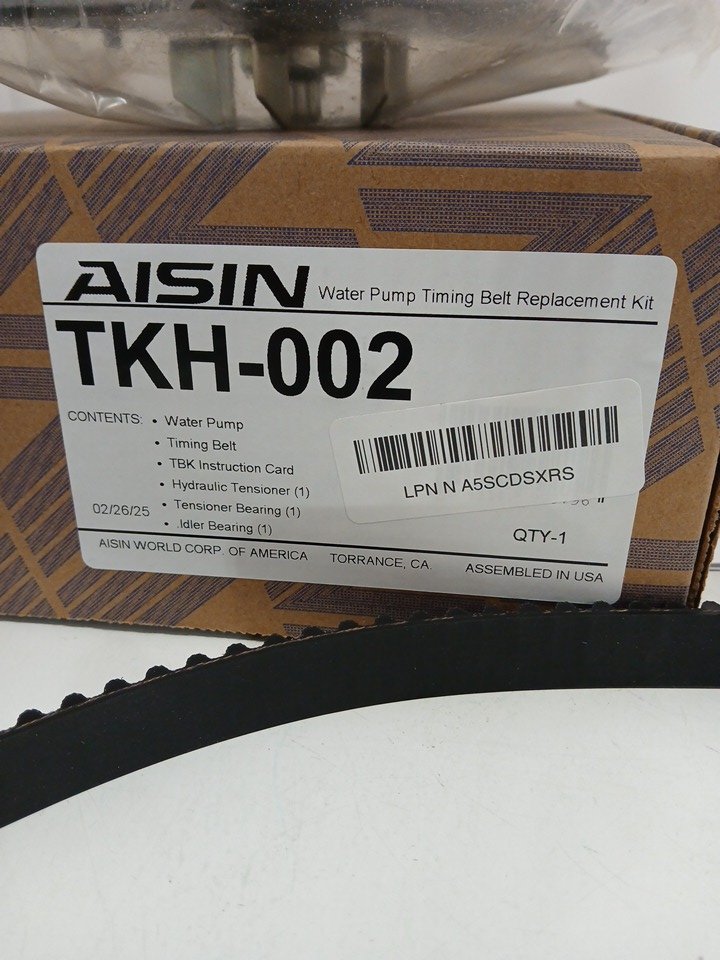 AISIN Water Pump Timing Belt Replacement Kit
TKH-002
CONTENTS: • Water Pump
• Timing Belt
• TBK Instruction Card
• Hydraulic Tensioner (1)
02/26/25 • Tensioner Bearing (1)
• .Idler Bearing (1)
LPN N A5SCDSXRS
QTY-1
AISIN WORLD CORP. OF AMERICA TORRANCE, CA. ASSEMBLED IN USA